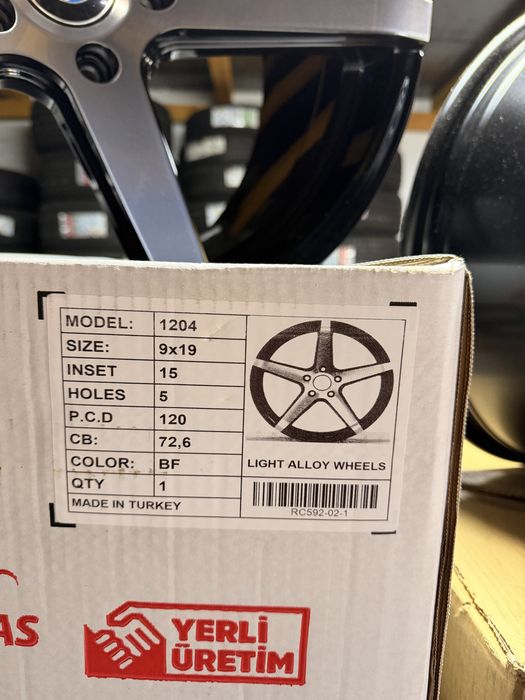 MODEL: 1204
SIZE: 9x19
INSET 15
HOLES 5
P.C.D 120
CB: 72,6
COLOR: BF
QTY 1
MADE IN TURKEY
LIGHT ALLOY WHEELS
RC592-02-1
AS
YERLİ
ÜRETİM